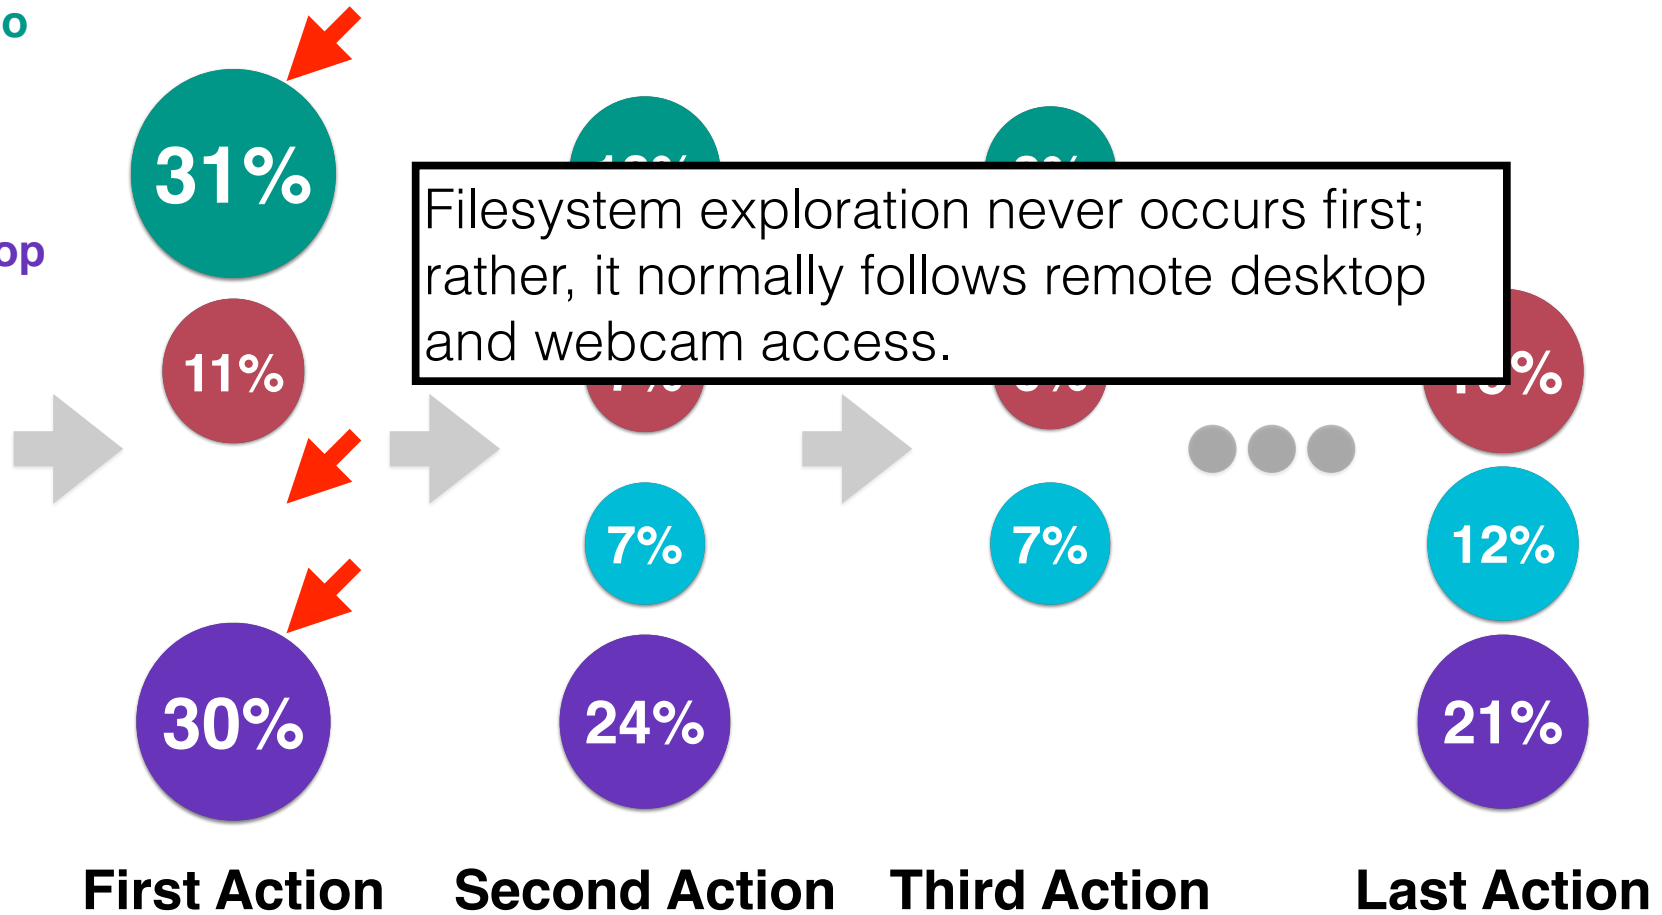 o
31%
Filesystem exploration never occurs first;
rather, it normally follows remote desktop
and webcam access.
op
11%
7%
7%
12%
30%
24%
21%
First Action
Second Action
Third Action
Last Action